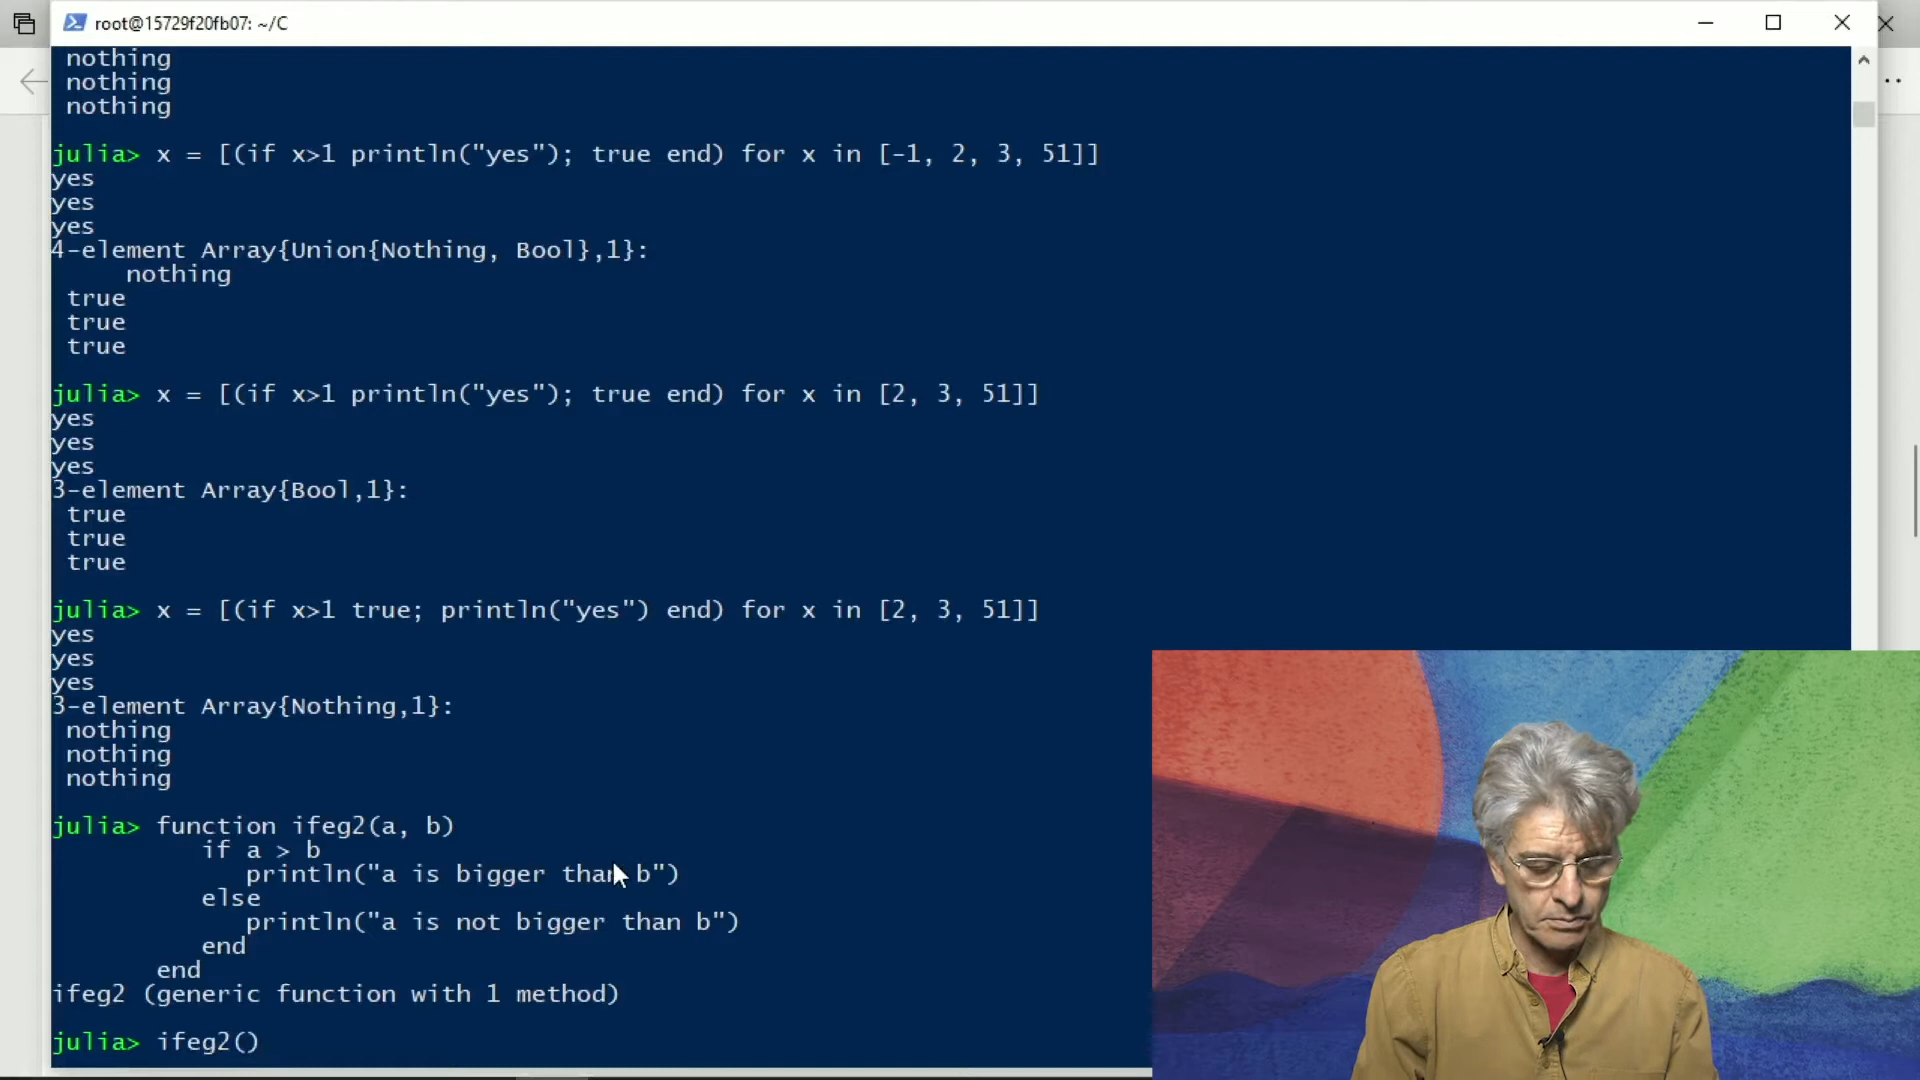 root@15729f20fb07: ~/C
nothing
nothing
nothing
julia> x = [(if x>1 println("yes"); true end) for x in [-1, 2, 3, 51]]
yes
yes
yes
4-element Array{Union{Nothing, Bool},1}:
nothing
true
true
true
julia> x = [(if x>1 println("yes"); true end) for x in [2, 3, 51]]
yes
yes
yes
3-element Array{Bool,1}:
true
true
true
julia> x = [(if x>1 true; println("yes") end) for x in [2, 3, 51]]
yes
yes
yes
3-element Array{Nothing,1}:
nothing
nothing
nothing
julia> function ifeg2(a, b)
if a > b
println("a is bigger than b")
else
println("a is not bigger than b")
end
end
ifeg2 (generic function with 1 method)
julia> ifeg2()